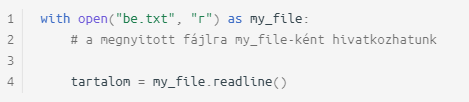 1 with open("be.txt", "r") as my_file:
2 # a megnyitott fájlra my_file-ként hivatkozhatunk
3
4 tartalom = my_file.readline()